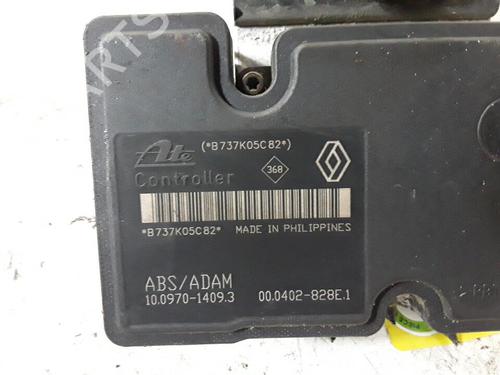 (*B737K05C82*)
Ate
Controller
368
*B737K05C82* MADE IN PHILIPPINES
ABS/ADAM
10.0970-1409.3 00.0402-828E.1